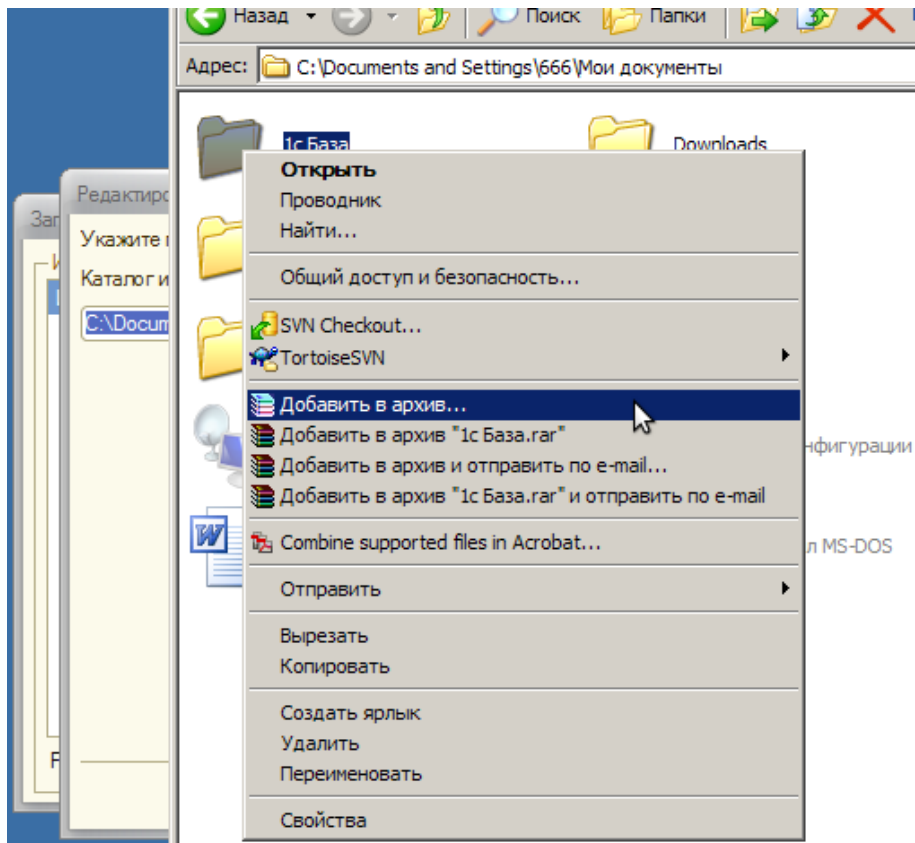 Назад Поиск Папки
Адрес: C:\Documents and Settings\666\Мои документы
1с База Downloads
Редактиро
Заг
Укажите
Каталог и
C:\Docum
Открыть
Проводник
Найти...
Общий доступ и безопасность...
SVN Checkout...
TortoiseSVN
Добавить в архив...
Добавить в архив "1с База.rar"
Добавить в архив и отправить по e-mail...
Добавить в архив "1с База.rar" и отправить по e-mail
нфигурации
Combine supported files in Acrobat...
л MS-DOS
Отправить
Вырезать
Копировать
Создать ярлык
Удалить
Переименовать
Свойства